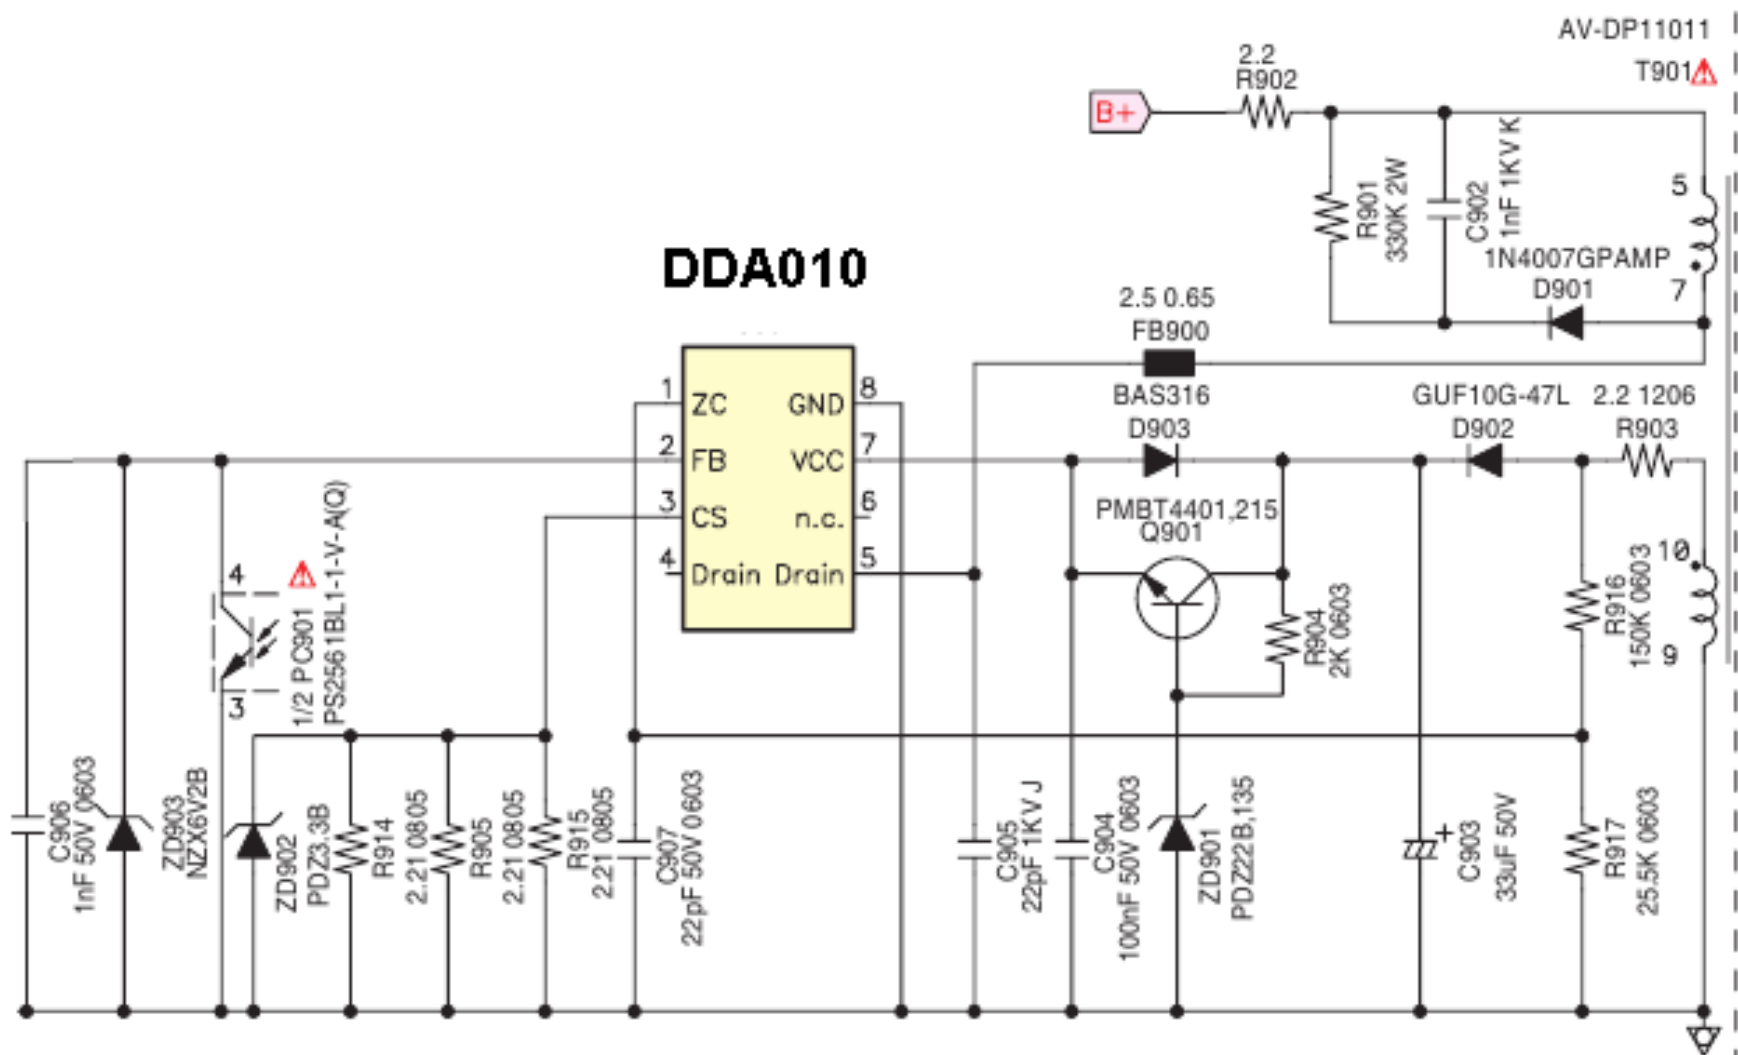 AV-DP11011
T901
2.2
R902
B+
R901
330K 2W
C902
1nF 1KV K
5
7
1N4007GPAMP
D901
DDA010
2.5 0.65
FB900
1
ZC
GND
8
2
FB
VCC
7
3
CS
n.c.
6
4
Drain
Drain
5
BAS316
D903
GUF10G-47L
D902
2.2 1206
R903
PMBT4401,215
Q901
R904
2K 0603
R916
150K 0603
10
9
4
3
1/2 PC901
PS2561BL1-1-V-A(Q)
C906
1nF 50V 0603
ZD903
NZX6V2B
ZD902
PDZ3.3B
R914
2.21 0805
R905
2.21 0805
R915
2.21 0805
C907
22pF 50V 0603
C905
22pF 1KV J
C904
100nF 50V 0603
ZD901
PDZ22B,135
+
C903
33uF 50V
R917
25.5K 0603